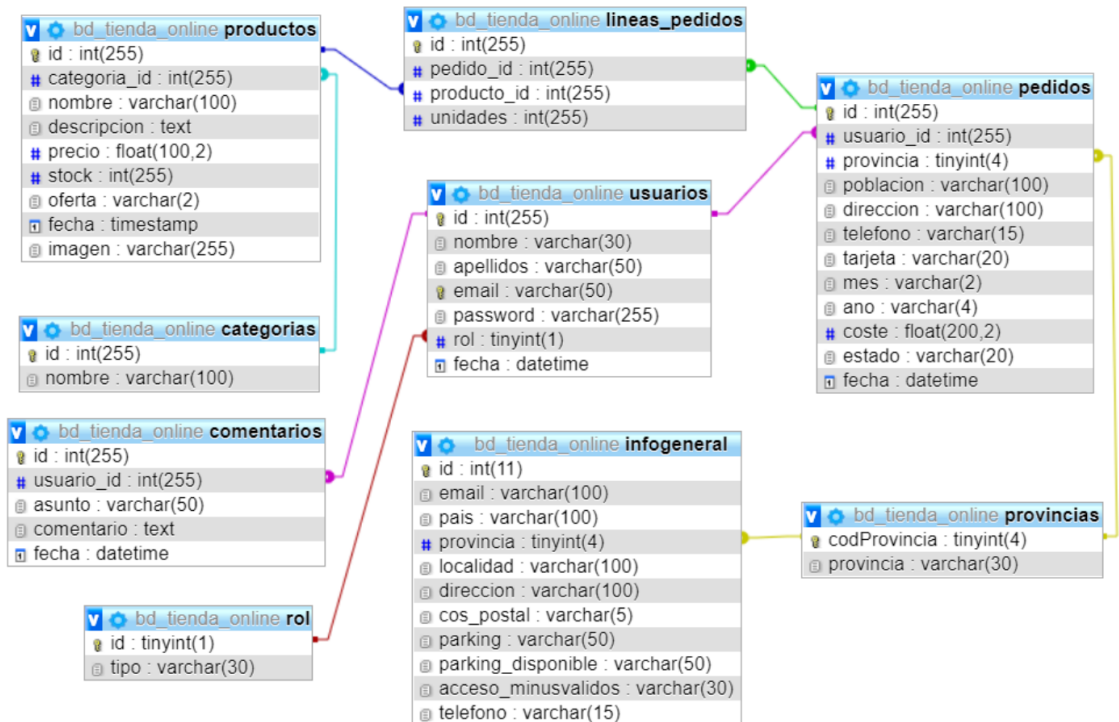 bd_tienda_online productos
id : int(255)
categoria_id : int(255)
nombre : varchar(100)
descripcion : text
precio : float(100,2)
stock : int(255)
oferta : varchar(2)
fecha : timestamp
imagen : varchar(255)
bd_tienda_online lineas_pedidos
id : int(255)
pedido_id : int(255)
producto_id : int(255)
unidades : int(255)
bd_tienda_online pedidos
id : int(255)
usuario_id : int(255)
provincia : tinyint(4)
poblacion : varchar(100)
direccion : varchar(100)
telefono : varchar(15)
tarjeta : varchar(20)
mes : varchar(2)
ano : varchar(4)
coste : float(200,2)
estado : varchar(20)
fecha : datetime
bd_tienda_online usuarios
id : int(255)
nombre : varchar(30)
apellidos : varchar(50)
email : varchar(50)
password : varchar(255)
rol : tinyint(1)
fecha : datetime
bd_tienda_online categorias
id : int(255)
nombre : varchar(100)
bd_tienda_online comentarios
id : int(255)
usuario_id : int(255)
asunto : varchar(50)
comentario : text
fecha : datetime
bd_tienda_online infogeneral
id : int(11)
email : varchar(100)
pais : varchar(100)
provincia : tinyint(4)
localidad : varchar(100)
direccion : varchar(100)
cos_postal : varchar(5)
parking : varchar(50)
parking_disponible : varchar(50)
acceso_minusvalidos : varchar(30)
telefono : varchar(15)
bd_tienda_online provincias
codProvincia : tinyint(4)
provincia : varchar(30)
bd_tienda_online rol
id : tinyint(1)
tipo : varchar(30)